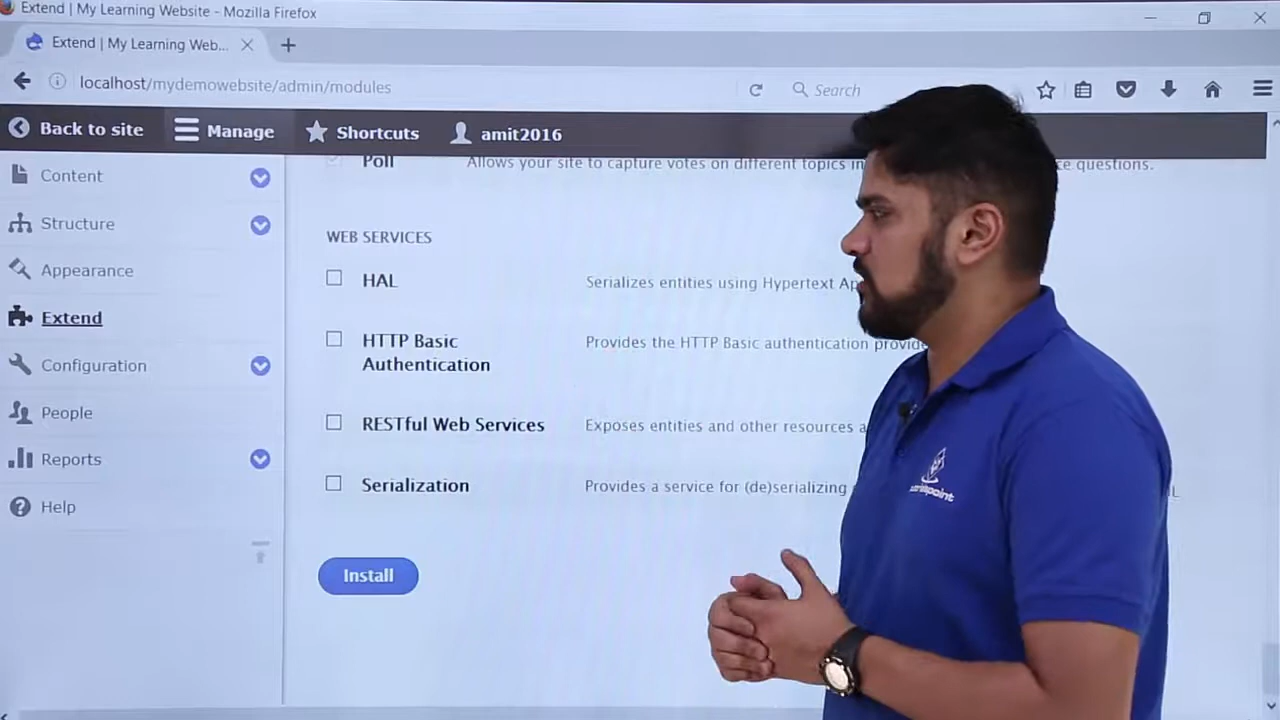 Extend | My Learning Website - Mozilla Firefox
Extend | My Learning Web...
localhost/mydemowebsite/admin/modules
Search
Back to site
Manage
Shortcuts
amit2016
Content
Structure
Appearance
Extend
Configuration
People
Reports
Help
Poll Allows your site to capture votes on different topics in ce questions.
WEB SERVICES
HAL Serializes entities using Hypertext Ap
HTTP Basic Provides the HTTP Basic authentication provide
Authentication
RESTful Web Services Exposes entities and other resources a
Serialization Provides a service for (de)serializing
Install